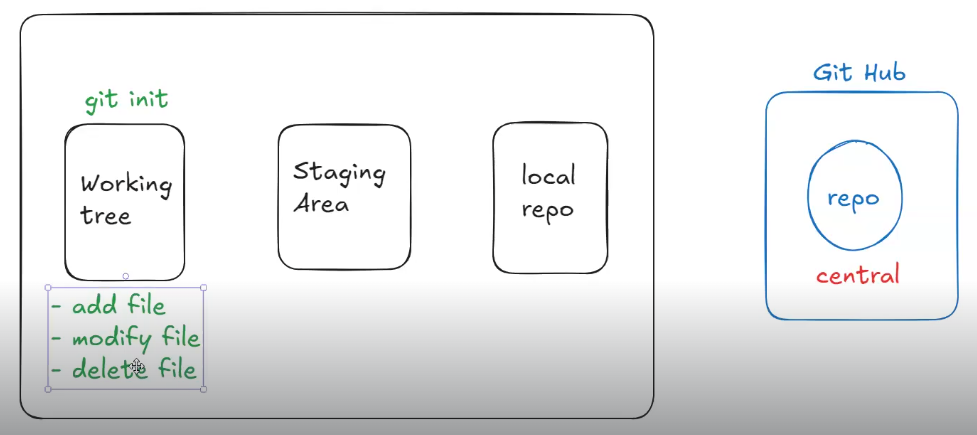 git init
Working
tree
- add file
- modify file
- delete file
Staging
Area
local
repo
Git Hub
repo
central